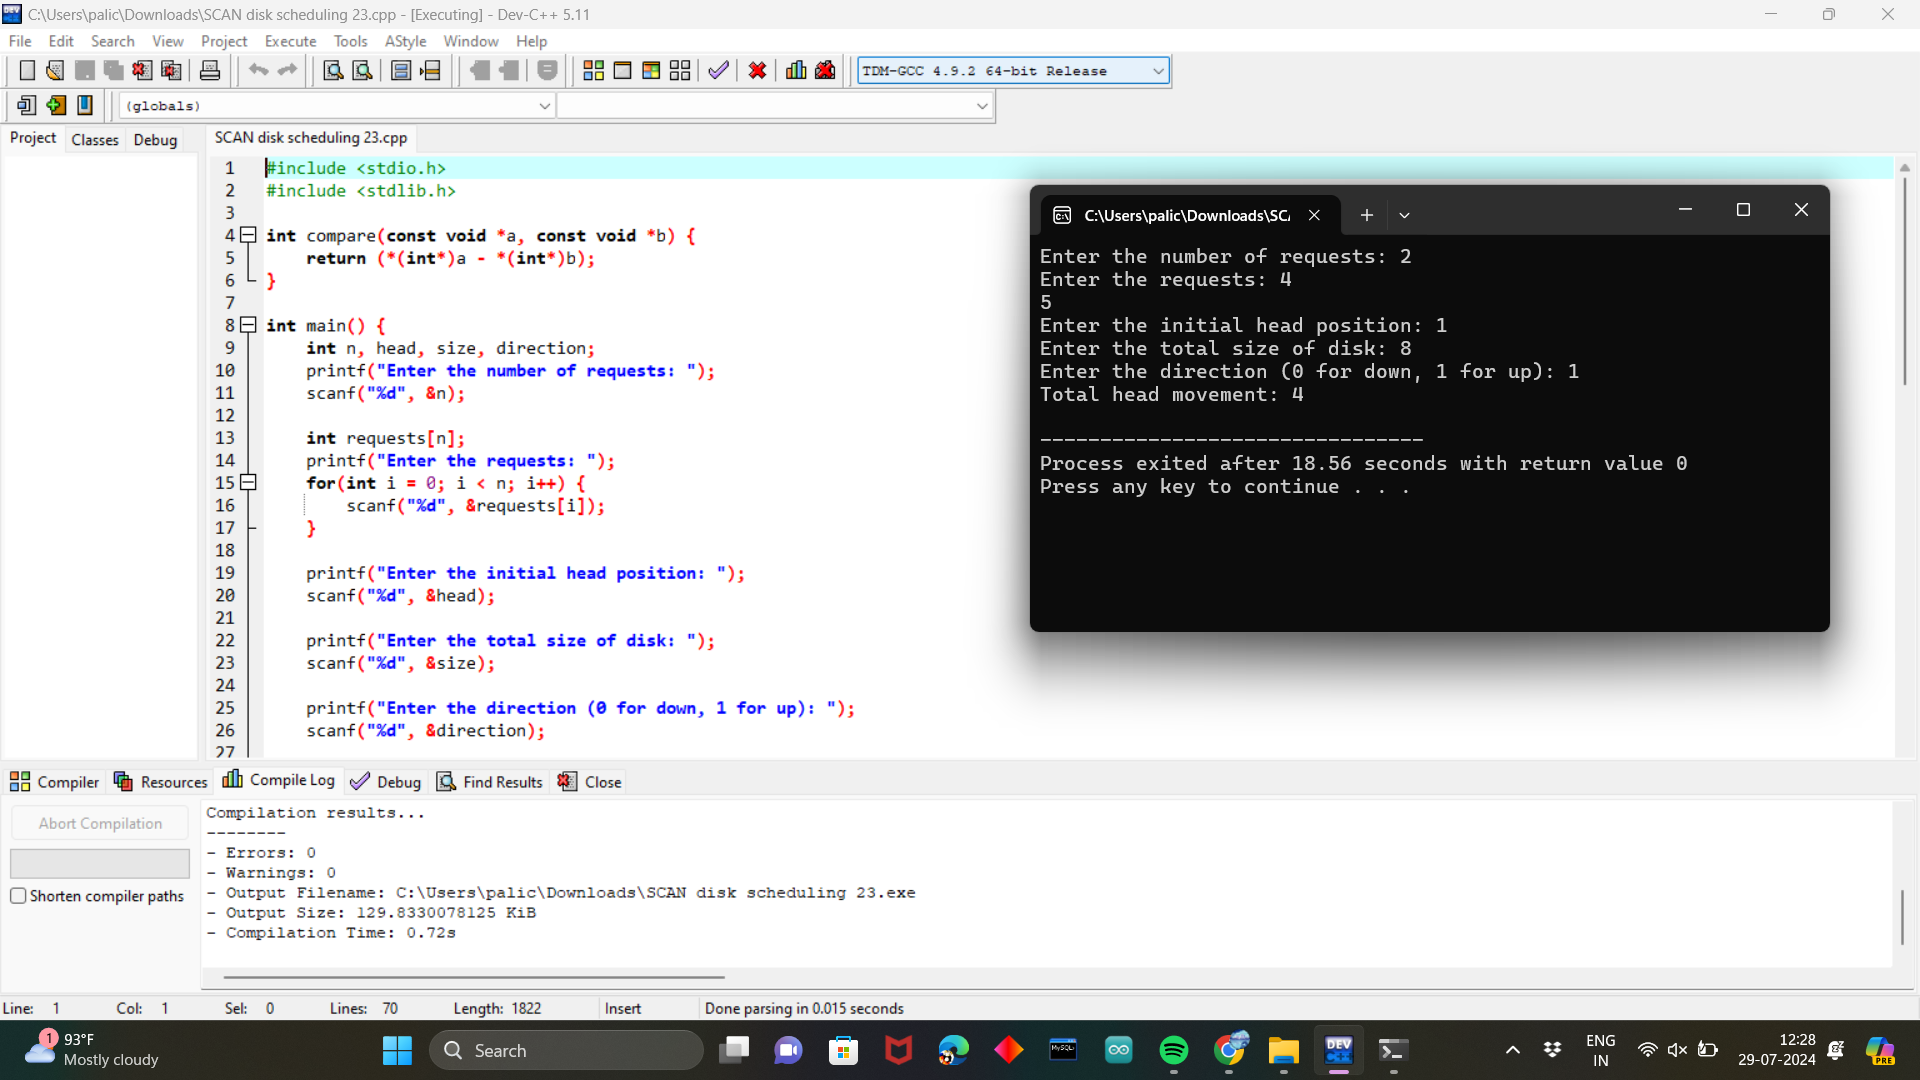 C:\Users\palic\Downloads\SCAN disk scheduling 23.cpp - [Executing] - Dev-C++ 5.11
File Edit Search View Project Execute Tools AStyle Window Help
TDM-GCC 4.9.2 64-bit Release
(globals)
Project Classes Debug
SCAN disk scheduling 23.cpp
1 #include <stdio.h>
2 #include <stdlib.h>
3
4 int compare(const void *a, const void *b) {
5 return (*(int*)a - *(int*)b);
6 }
7
8 int main() {
9 int n, head, size, direction;
10 printf("Enter the number of requests: ");
11 scanf("%d", &n);
12
13 int requests[n];
14 printf("Enter the requests: ");
15 for(int i = 0; i < n; i++) {
16 scanf("%d", &requests[i]);
17 }
18
19 printf("Enter the initial head position: ");
20 scanf("%d", &head);
21
22 printf("Enter the total size of disk: ");
23 scanf("%d", &size);
24
25 printf("Enter the direction (0 for down, 1 for up): ");
26 scanf("%d", &direction);
27
C:\Users\palic\Downloads\SC
Enter the number of requests: 2
Enter the requests: 4
5
Enter the initial head position: 1
Enter the total size of disk: 8
Enter the direction (0 for down, 1 for up): 1
Total head movement: 4
--------------------------------
Process exited after 18.56 seconds with return value 0
Press any key to continue . . .
Compiler Resources Compile Log Debug Find Results Close
Abort Compilation
Shorten compiler paths
Compilation results...
--------
- Errors: 0
- Warnings: 0
- Output Filename: C:\Users\palic\Downloads\SCAN disk scheduling 23.exe
- Output Size: 129.8330078125 KiB
- Compilation Time: 0.72s
Line: 1 Col: 1 Sel: 0 Lines: 70 Length: 1822 Insert Done parsing in 0.015 seconds
1
93°F
Mostly cloudy
Search
MySQL
DEV
ENG
IN
12:28
29-07-2024
PRE